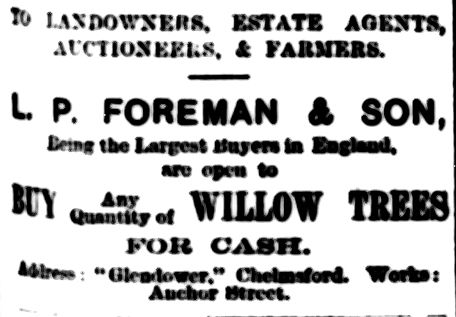 TO LANDOWNERS, ESTATE AGENTS,
AUCTIONEERS, & FARMERS.
L. P. FOREMAN & SON,
Being the Largest Buyers in England,
are open to
BUY Any Quantity of WILLOW TREES
FOR CASH.
Address: "Glendower," Chelmsford. Works:
Anchor Street.